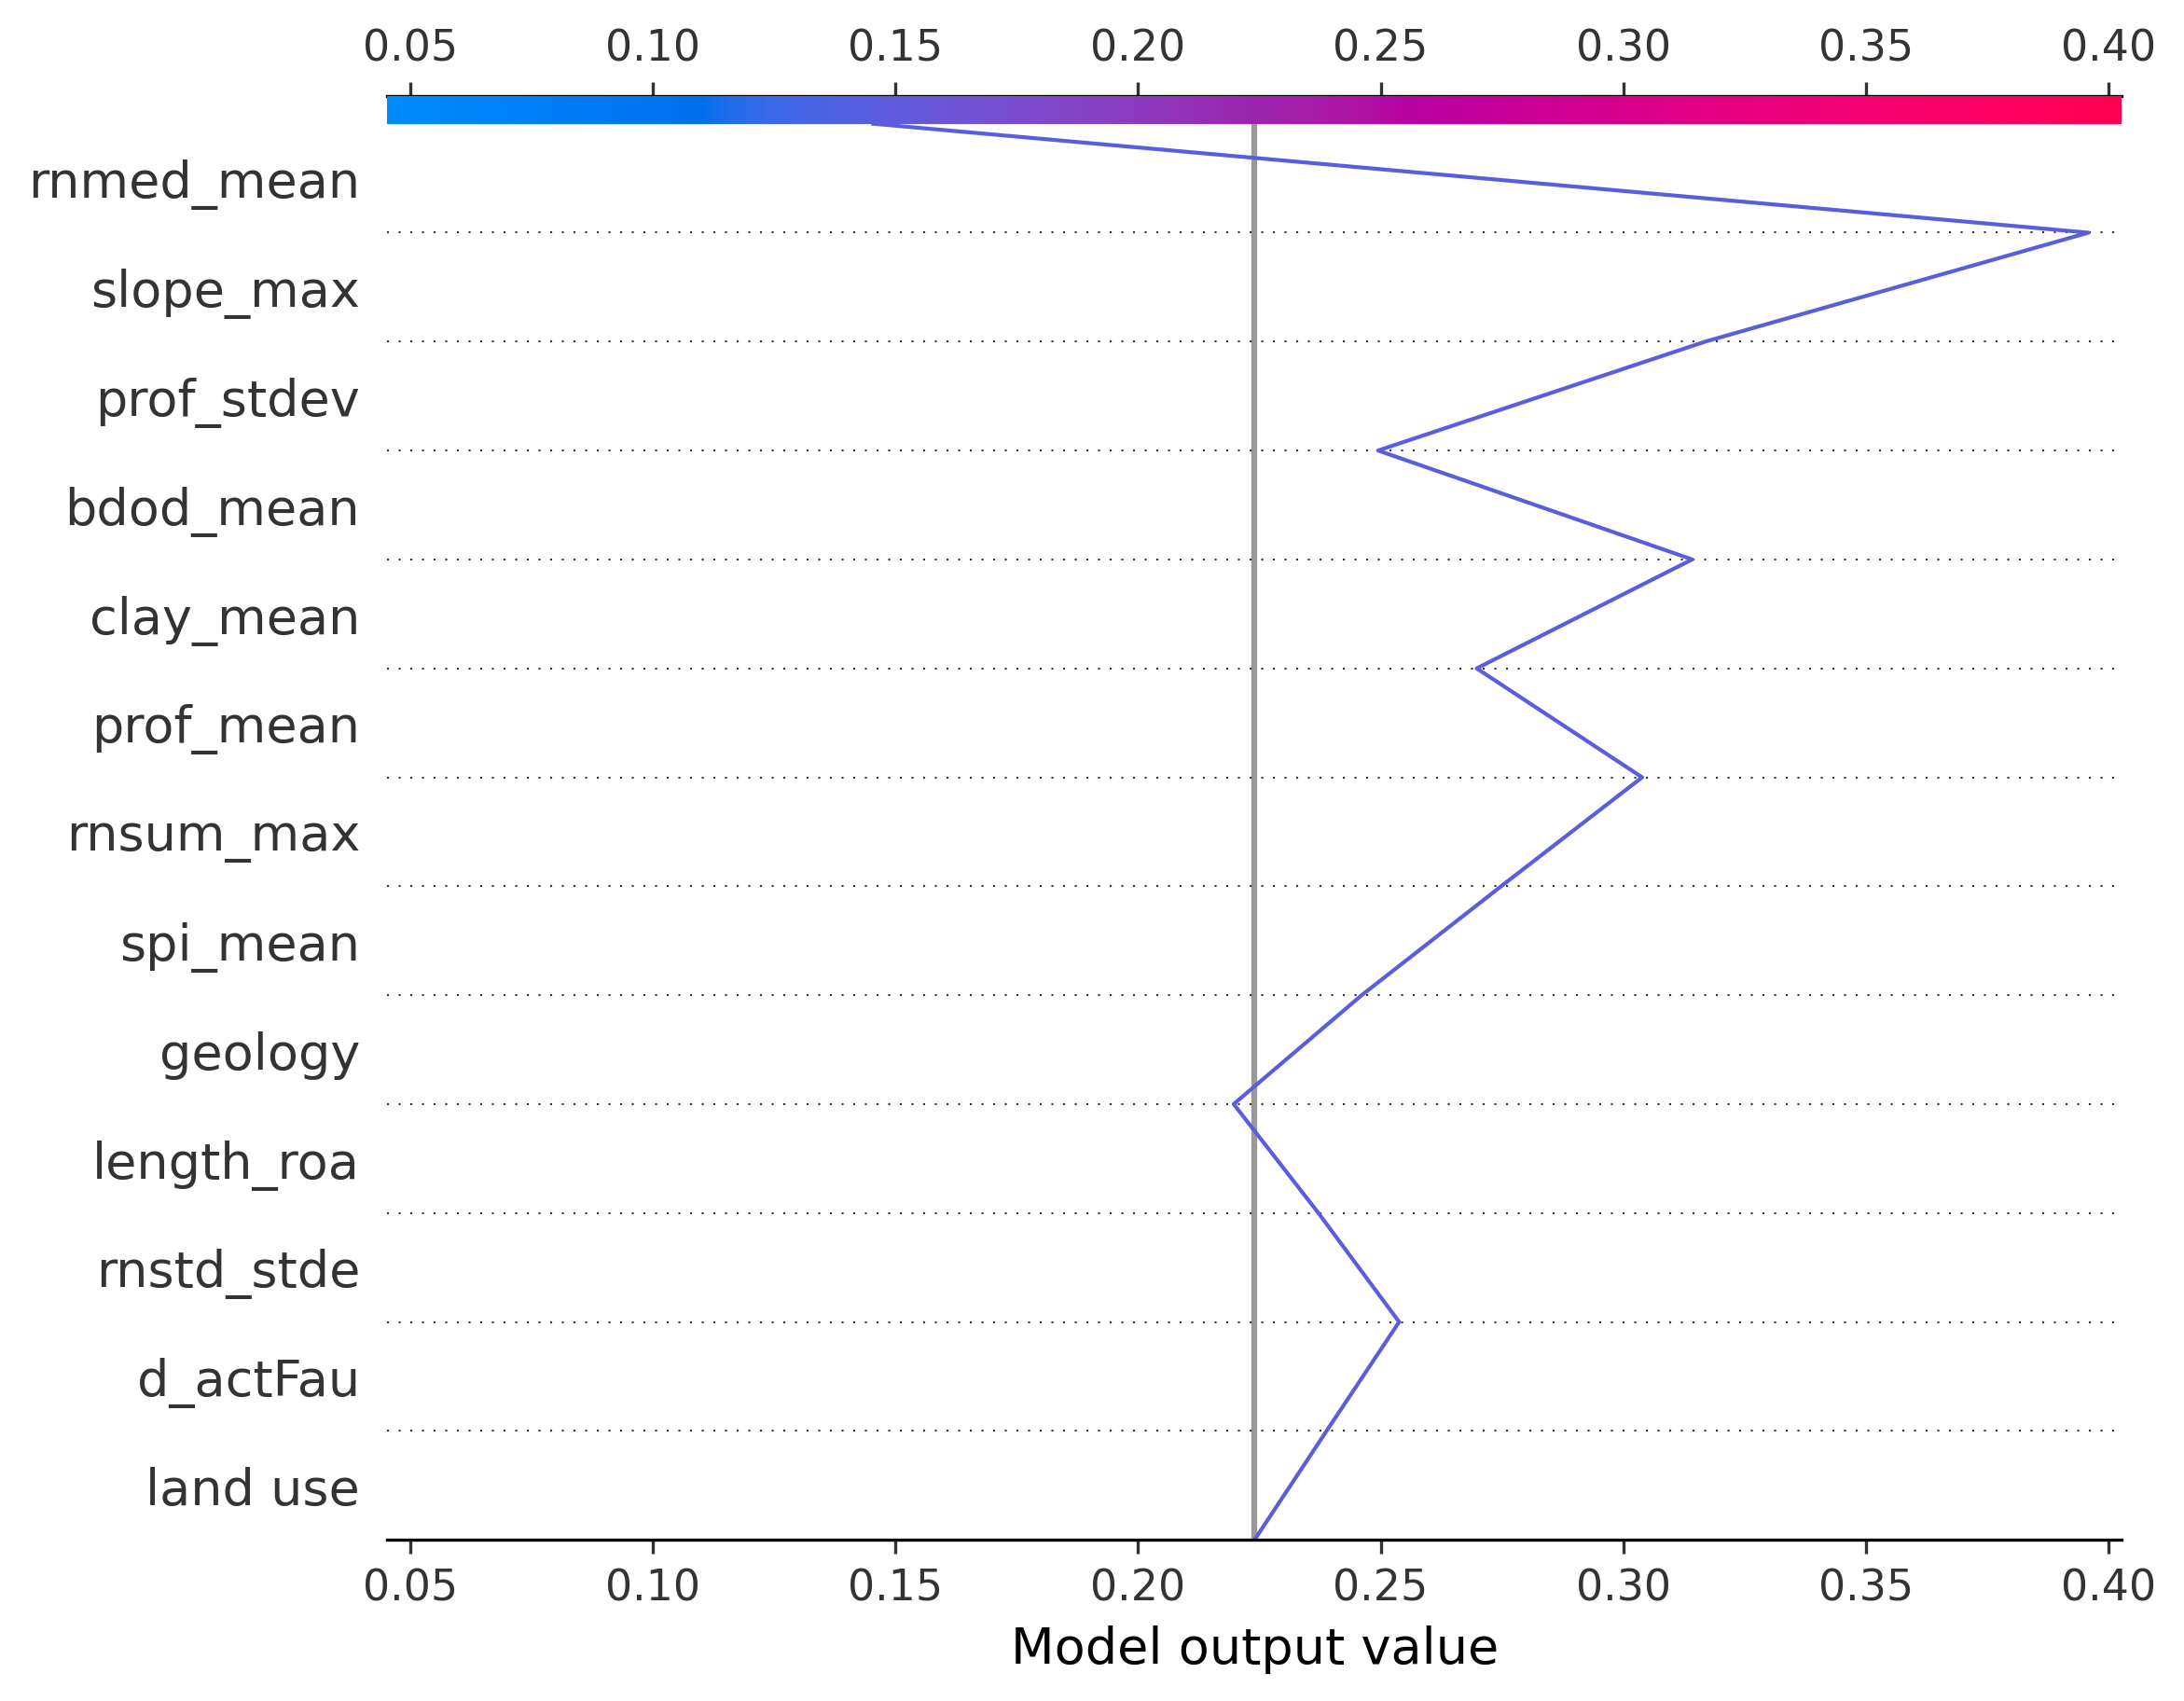 0.05 0.10 0.15 0.20 0.25 0.30 0.35 0.40
rnmed_mean
slope_max
prof_stdev
bdod_mean
clay_mean
prof_mean
rnsum_max
spi_mean
geology
length_roa
rnstd_stde
d_actFau
land use
0.05 0.10 0.15 0.20 0.25 0.30 0.35 0.40
Model output value